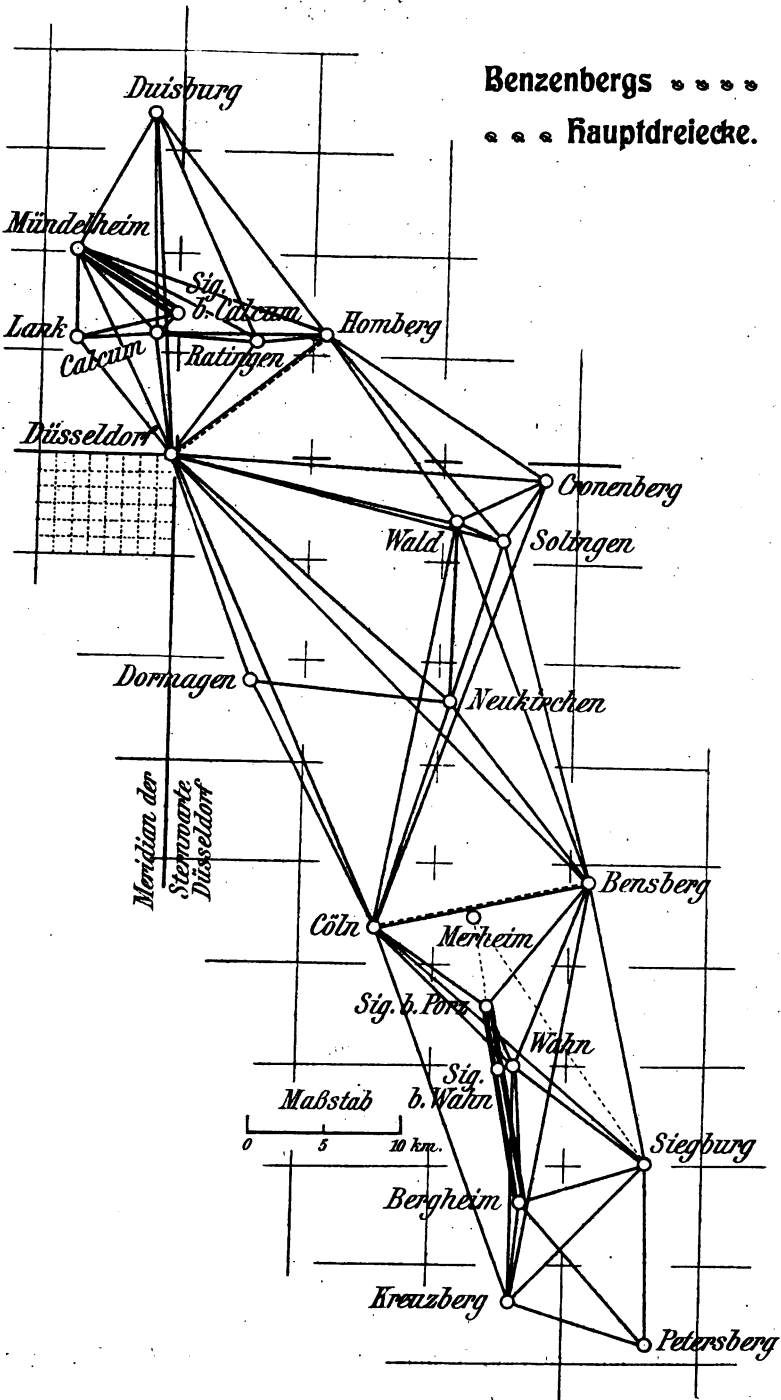 Benzenbergs
Hauptdreiecke.
Duisburg
Mündelheim
Sig.
b. Calcum
Lank
Calcum
Ratingen
Homberg
Düsseldorf
Cronenberg
Wald
Solingen
Dormagen
Neukirchen
Meridian der
Sternwarte
Düsseldorf
Bensberg
Cöln
Merheim
Sig. b. Porz
Wahn
Sig.
b. Wahn
Maßstab
0 5 10 km.
Siegburg
Bergheim
Kreuzberg
Petersberg